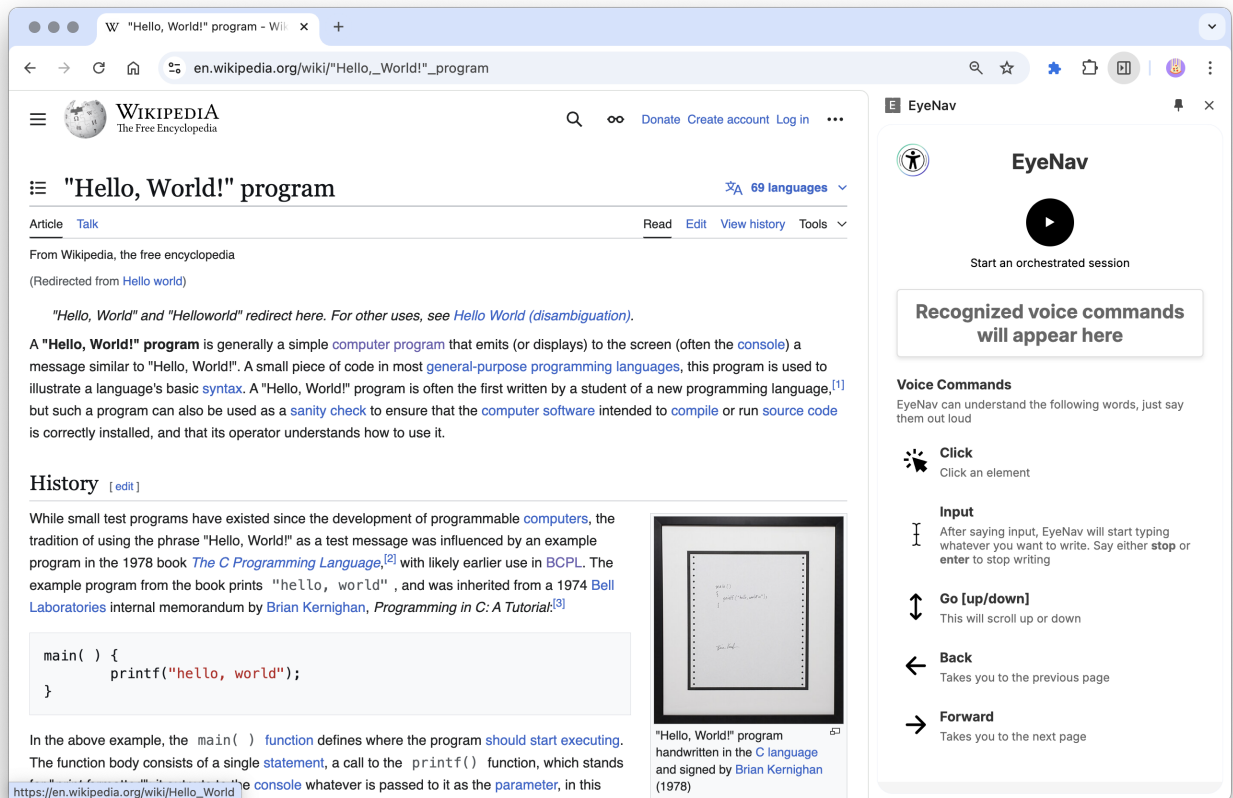 "Hello, World!" program - Wik
en.wikipedia.org/wiki/"Hello,_World!"_program
WIKIPEDIA
The Free Encyclopedia
Donate Create account Log in
"Hello, World!" program
69 languages
Article Talk
Read Edit View history Tools
From Wikipedia, the free encyclopedia
(Redirected from Hello world)
"Hello, World" and "Helloworld" redirect here. For other uses, see Hello World (disambiguation).
A "Hello, World!" program is generally a simple computer program that emits (or displays) to the screen (often the console) a
message similar to "Hello, World!". A small piece of code in most general-purpose programming languages, this program is used to
illustrate a language's basic syntax. A "Hello, World!" program is often the first written by a student of a new programming language,[1]
but such a program can also be used as a sanity check to ensure that the computer software intended to compile or run source code
is correctly installed, and that its operator understands how to use it.
History [ edit ]
While small test programs have existed since the development of programmable computers, the
tradition of using the phrase "Hello, World!" as a test message was influenced by an example
program in the 1978 book The C Programming Language,[2] with likely earlier use in BCPL. The
example program from the book prints "hello, world" , and was inherited from a 1974 Bell
Laboratories internal memorandum by Brian Kernighan, Programming in C: A Tutorial:[3]
main( ) {
printf("hello, world");
}
In the above example, the main( ) function defines where the program should start executing.
The function body consists of a single statement, a call to the printf() function, which stands
console whatever is passed to it as the parameter, in this
https://en.wikipedia.org/wiki/Hello_World
"Hello, World!" program
handwritten in the C language
and signed by Brian Kernighan
(1978)
E EyeNav
EyeNav
Start an orchestrated session
Recognized voice commands
will appear here
Voice Commands
EyeNav can understand the following words, just say
them out loud
Click
Click an element
Input
After saying input, EyeNav will start typing
whatever you want to write. Say either stop or
enter to stop writing
Go [up/down]
This will scroll up or down
Back
Takes you to the previous page
Forward
Takes you to the next page